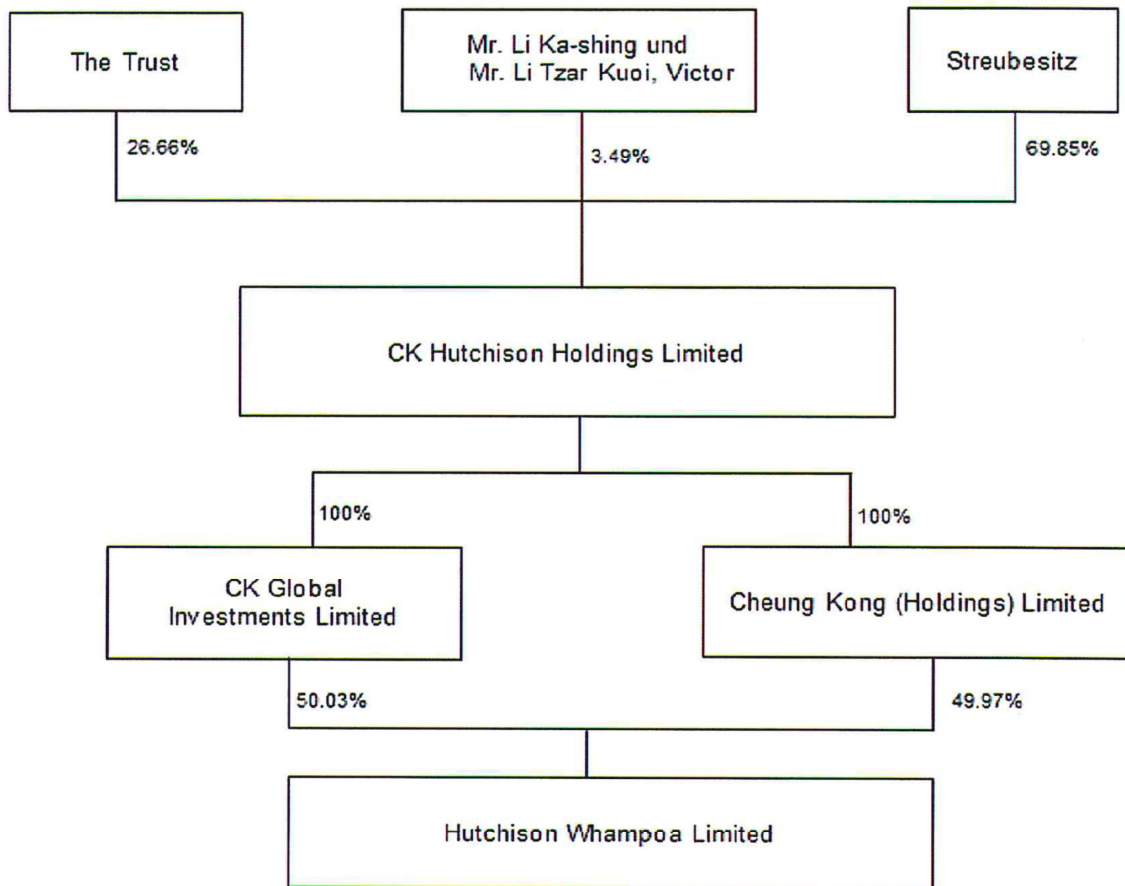 The Trust
Mr. Li Ka-shing und
Mr. Li Tzar Kuoi, Victor
Streubesitz
26.66%
3.49%
69.85%
CK Hutchison Holdings Limited
100%
100%
CK Global
Investments Limited
Cheung Kong (Holdings) Limited
50.03%
49.97%
Hutchison Whampoa Limited